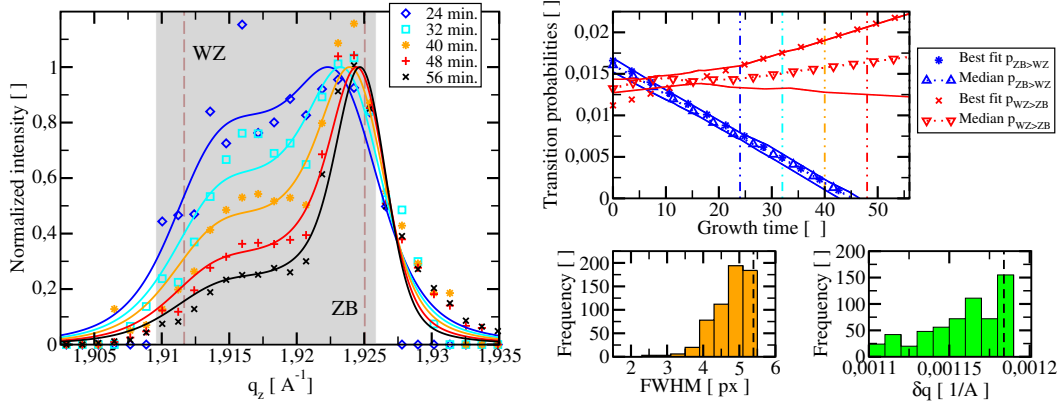 24 min.
32 min.
40 min.
48 min.
56 min.
WZ
ZB
Normalized intensity [ ]
1
0,8
0,6
0,4
0,2
0
1,905
1,91
1,915
1,92
1,925
1,93
1,935
q_z [ A^-1]
Transition probabilities [ ]
0,02
0,015
0,01
0,005
0
0
10
20
30
40
50
Growth time [ ]
Best fit p_ZB>WZ
Median p_ZB>WZ
Best fit p_WZ>ZB
Median p_WZ>ZB
Frequency [ ]
200
150
100
50
0
2
3
4
5
6
FWHM [ px]
Frequency [ ]
200
150
100
50
0
0,0011
0,00115
0,0012
δq [ 1/A]